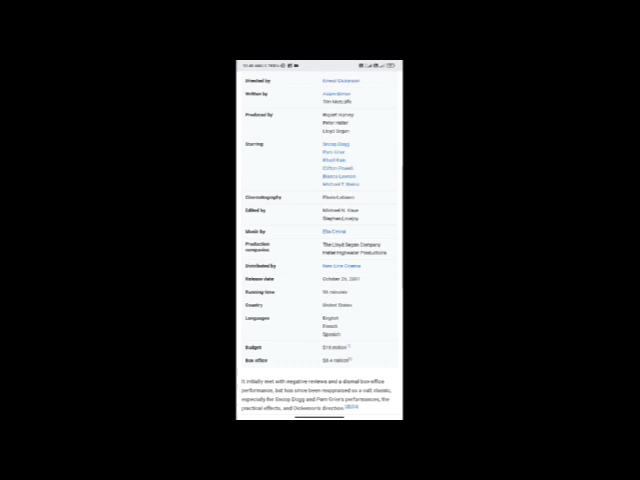 Directed by Ernest Dickerson
Written by Adam Simon
Tim Metcalfe
Produced by Rupert Harvey
Peter Heller
Lloyd Segan
Starring Snoop Dogg
Pam Grier
Khalil Kain
Clifton Powell
Bianca Lawson
Michael T. Weiss
Cinematography Flavio Labiano
Edited by Michael N. Knue
Stephen Lovejoy
Music by Elia Cmíral
Production The Lloyd Segan Company
companies Heller Highwater Productions
Distributed by New Line Cinema
Release date October 26, 2001
Running time 96 minutes
Country United States
Languages English
French
Spanish
Budget $16 million
Box office $8.4 million
It initially met with negative reviews and a dismal box-office
performance, but has since been reappraised as a cult classic,
especially for Snoop Dogg and Pam Grier's performances, the
practical effects, and Dickerson's direction.